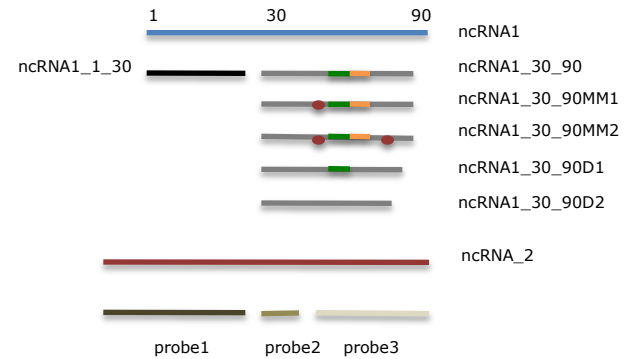 1 30 90
ncRNA1
ncRNA1_1_30 ncRNA1_30_90
ncRNA1_30_90MM1
ncRNA1_30_90MM2
ncRNA1_30_90D1
ncRNA1_30_90D2
ncRNA_2
probe1 probe2 probe3